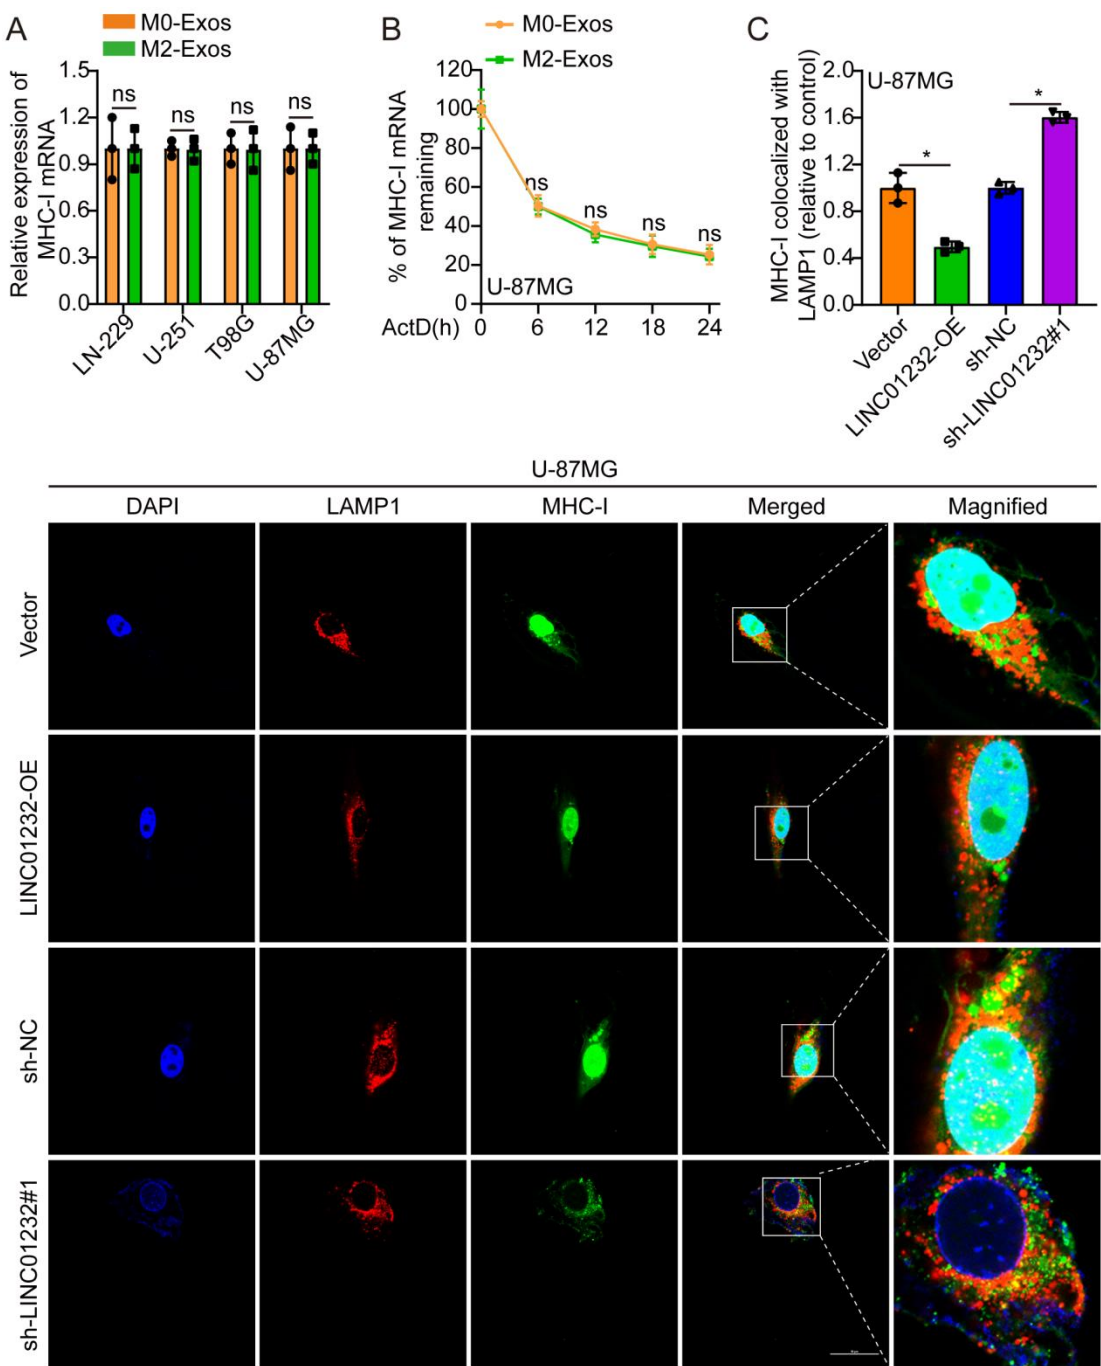 A
M0-Exos
M2-Exos
Relative expression of
MHC-I mRNA
1.5
1.2
0.9
0.6
0.3
0.0
ns
ns
ns
ns
LN-229
U-251
T98G
U-87MG
B
M0-Exos
M2-Exos
% of MHC-I mRNA
remaining
120
100
80
60
40
20
0
ns
ns
ns
ns
U-87MG
ActD(h)
0
6
12
18
24
C
MHC-I colocalized with
LAMP1 (relative to control)
2.0
1.6
1.2
0.8
0.4
0.0
U-87MG
*
*
Vector
LINC01232-OE
sh-NC
sh-LINC01232#1
U-87MG
DAPI
LAMP1
MHC-I
Merged
Magnified
Vector
LINC01232-OE
sh-NC
sh-LINC01232#1